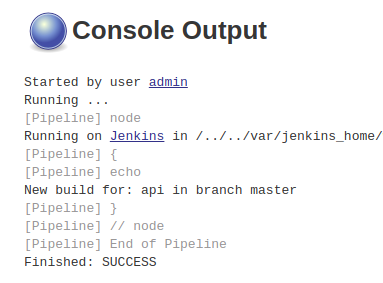 Console Output
Started by user admin
Running ...
[Pipeline] node
Running on Jenkins in /../../var/jenkins_home/
[Pipeline] {
[Pipeline] echo
New build for: api in branch master
[Pipeline] }
[Pipeline] // node
[Pipeline] End of Pipeline
Finished: SUCCESS